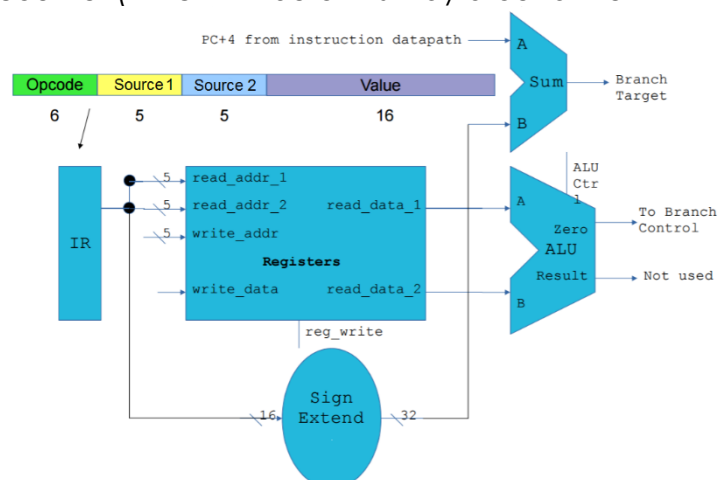 PC+4 from instruction datapath
A
Sum
B
Branch
Target
Opcode
Source 1
Source 2
Value
6
5
5
16
IR
5
read_addr_1
5
read_addr_2
read_data_1
5
write_addr
Registers
write_data
read_data_2
reg_write
ALU
Ctr
l
A
Zero
ALU
Result
B
To Branch
Control
Not used
16
Sign
Extend
32